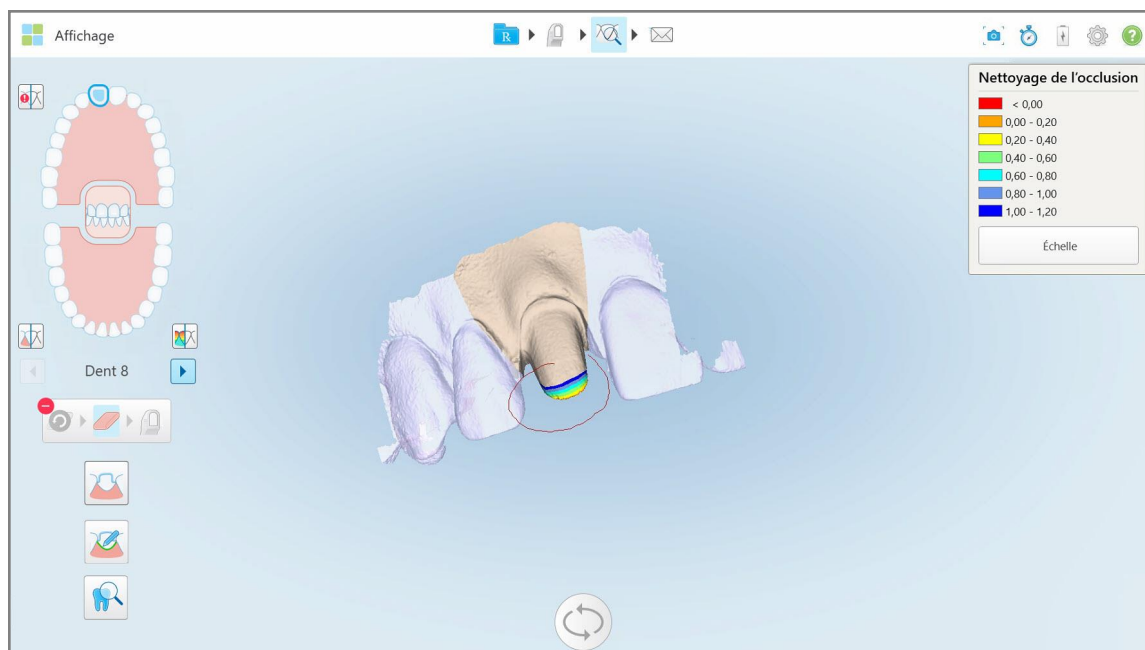 Affichage
R
?
Nettoyage de l'occlusion
< 0,00
0,00 - 0,20
0,20 - 0,40
0,40 - 0,60
0,60 - 0,80
0,80 - 1,00
1,00 - 1,20
Échelle
Dent 8